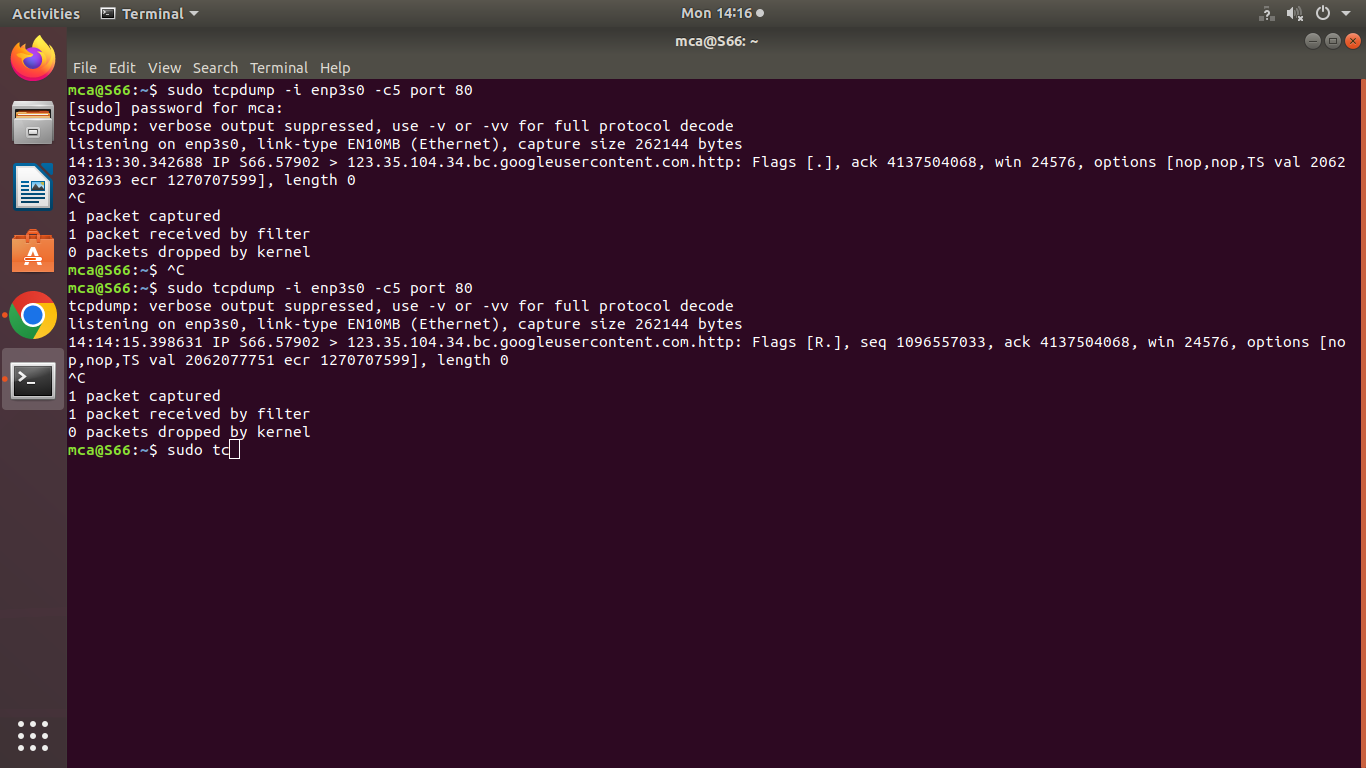 Activities Terminal Mon 14:16
mca@S66: ~
File Edit View Search Terminal Help
mca@S66:~$ sudo tcpdump -i enp3s0 -c5 port 80
[sudo] password for mca:
tcpdump: verbose output suppressed, use -v or -vv for full protocol decode
listening on enp3s0, link-type EN10MB (Ethernet), capture size 262144 bytes
14:13:30.342688 IP S66.57902 > 123.35.104.34.bc.googleusercontent.com.http: Flags [.], ack 4137504068, win 24576, options [nop,nop,TS val 2062
032693 ecr 1270707599], length 0
^C
1 packet captured
1 packet received by filter
0 packets dropped by kernel
mca@S66:~$ ^C
mca@S66:~$ sudo tcpdump -i enp3s0 -c5 port 80
tcpdump: verbose output suppressed, use -v or -vv for full protocol decode
listening on enp3s0, link-type EN10MB (Ethernet), capture size 262144 bytes
14:14:15.398631 IP S66.57902 > 123.35.104.34.bc.googleusercontent.com.http: Flags [R.], seq 1096557033, ack 4137504068, win 24576, options [no
p,nop,TS val 2062077751 ecr 1270707599], length 0
^C
1 packet captured
1 packet received by filter
0 packets dropped by kernel
mca@S66:~$ sudo tc